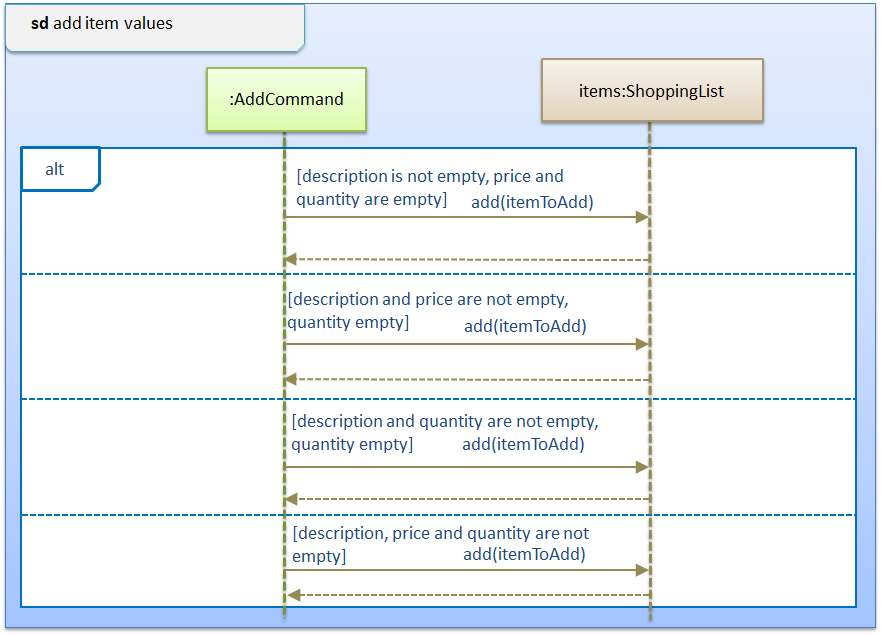 sd add item values
:AddCommand
items:ShoppingList
alt
[description is not empty, price and
quantity are empty] add(itemToAdd)
[description and price are not empty,
quantity empty] add(itemToAdd)
[description and quantity are not empty,
quantity empty] add(itemToAdd)
[description, price and quantity are not
empty] add(itemToAdd)